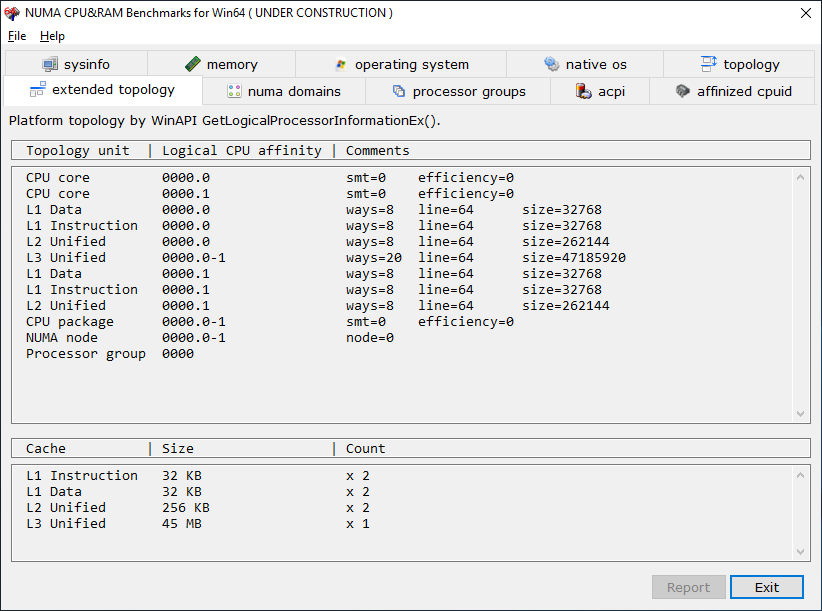 NUMA CPU&RAM Benchmarks for Win64 ( UNDER CONSTRUCTION )
File Help
sysinfo memory operating system native os topology
extended topology numa domains processor groups acpi affinized cpuid
Platform topology by WinAPI GetLogicalProcessorInformationEx().
Topology unit | Logical CPU affinity | Comments
CPU core 0000.0 smt=0 efficiency=0
CPU core 0000.1 smt=0 efficiency=0
L1 Data 0000.0 ways=8 line=64 size=32768
L1 Instruction 0000.0 ways=8 line=64 size=32768
L2 Unified 0000.0 ways=8 line=64 size=262144
L3 Unified 0000.0-1 ways=20 line=64 size=47185920
L1 Data 0000.1 ways=8 line=64 size=32768
L1 Instruction 0000.1 ways=8 line=64 size=32768
L2 Unified 0000.1 ways=8 line=64 size=262144
CPU package 0000.0-1 smt=0 efficiency=0
NUMA node 0000.0-1 node=0
Processor group 0000
Cache | Size | Count
L1 Instruction 32 KB x 2
L1 Data 32 KB x 2
L2 Unified 256 KB x 2
L3 Unified 45 MB x 1
Report Exit